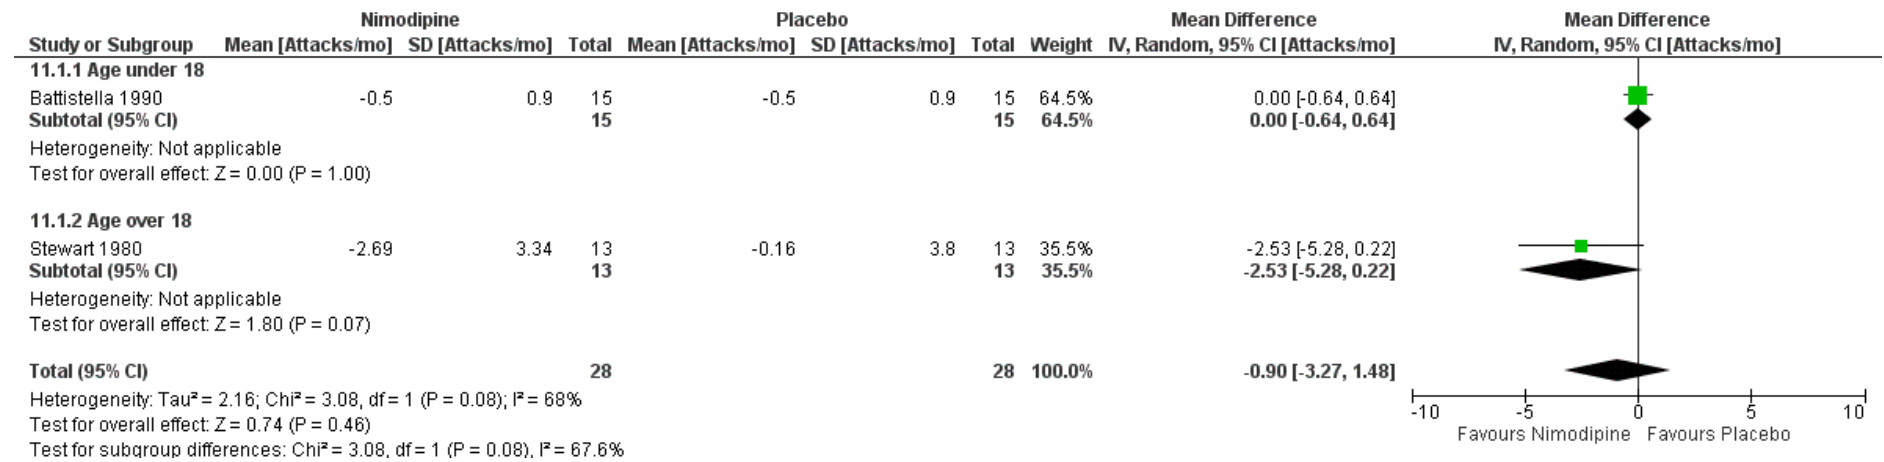 Nimodipine Placebo Mean Difference Mean Difference
Study or Subgroup Mean [Attacks/mo] SD [Attacks/mo] Total Mean [Attacks/mo] SD [Attacks/mo] Total Weight IV, Random, 95% CI [Attacks/mo] IV, Random, 95% CI [Attacks/mo]
11.1.1 Age under 18
Battistella 1990 -0.5 0.9 15 -0.5 0.9 15 64.5% 0.00 [-0.64, 0.64]
Subtotal (95% CI) 15 15 64.5% 0.00 [-0.64, 0.64]
Heterogeneity: Not applicable
Test for overall effect: Z = 0.00 (P = 1.00)
11.1.2 Age over 18
Stewart 1980 -2.69 3.34 13 -0.16 3.8 13 35.5% -2.53 [-5.28, 0.22]
Subtotal (95% CI) 13 13 35.5% -2.53 [-5.28, 0.22]
Heterogeneity: Not applicable
Test for overall effect: Z = 1.80 (P = 0.07)
Total (95% CI) 28 28 100.0% -0.90 [-3.27, 1.48]
Heterogeneity: Tau² = 2.16; Chi² = 3.08, df = 1 (P = 0.08); I² = 68%
Test for overall effect: Z = 0.74 (P = 0.46)
Test for subgroup differences: Chi² = 3.08, df = 1 (P = 0.08), I² = 67.6%
-10 -5 0 5 10
Favours Nimodipine Favours Placebo